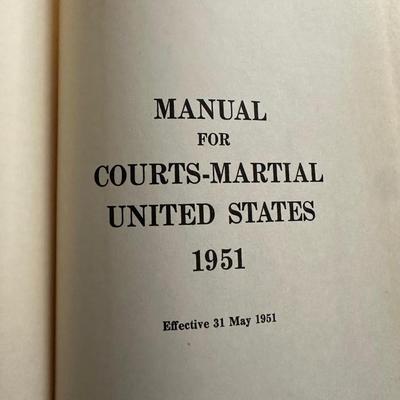 MANUAL
FOR
COURTS-MARTIAL
UNITED STATES
1951
Effective 31 May 1951